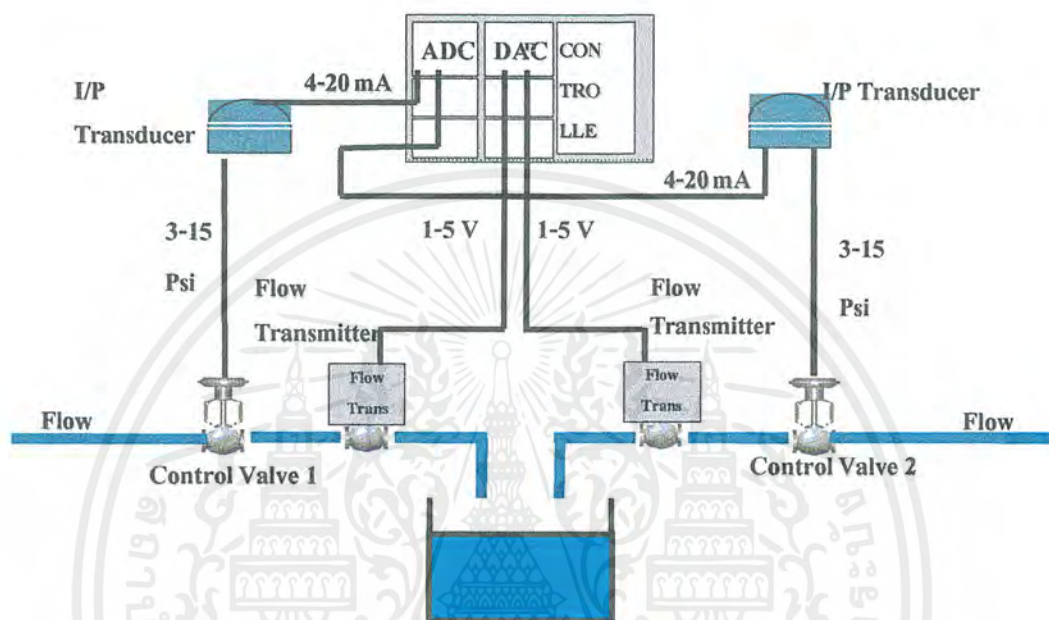 ADC
DAC
CON
TRO
LLE
4-20 mA
I/P
Transducer
I/P Transducer
4-20 mA
1-5 V
1-5 V
3-15
Psi
3-15
Psi
Flow
Transmitter
Flow
Transmitter
Flow
Trans
Flow
Trans
Flow
Flow
Control Valve 1
Control Valve 2